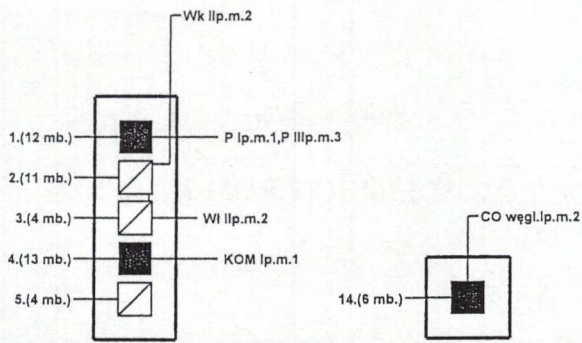 Wk IIp.m.2
1.(12 mb.) P Ip.m.1,P IIIp.m.3
2.(11 mb.)
3.(4 mb.) WI IIp.m.2
4.(13 mb.) KOM Ip.m.1
5.(4 mb.)
CO węgl.Ip.m.2
14.(6 mb.)